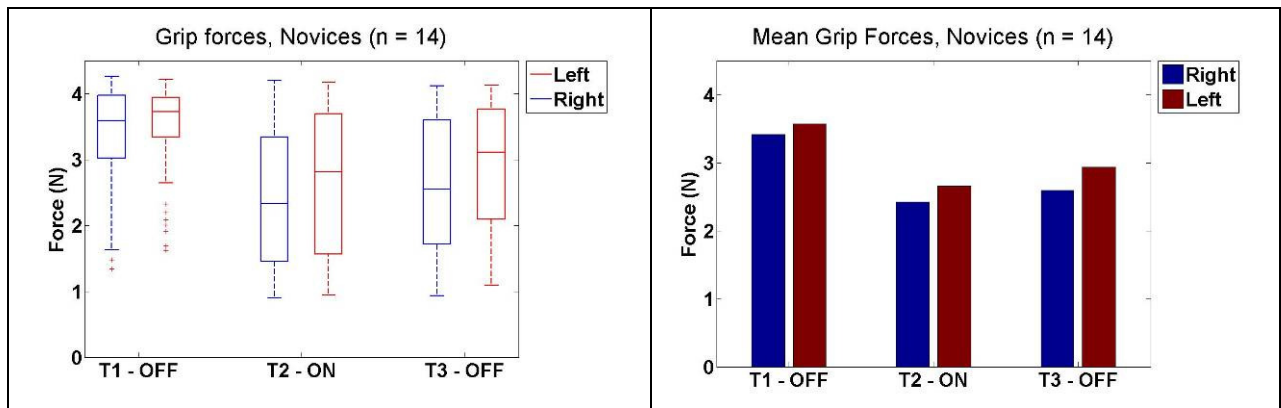 Grip forces, Novices (n = 14)
Left
Right
Force (N)
4
3
2
1
0
T1 - OFF
T2 - ON
T3 - OFF
Mean Grip Forces, Novices (n = 14)
Right
Left
Force (N)
4
3
2
1
0
T1 - OFF
T2 - ON
T3 - OFF